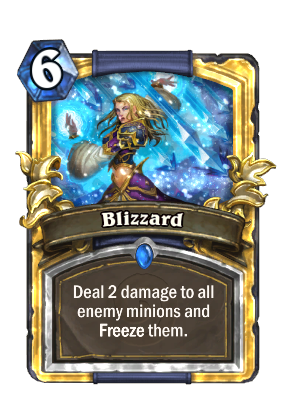 6
Blizzard
Deal 2 damage to all
enemy minions and
Freeze them.